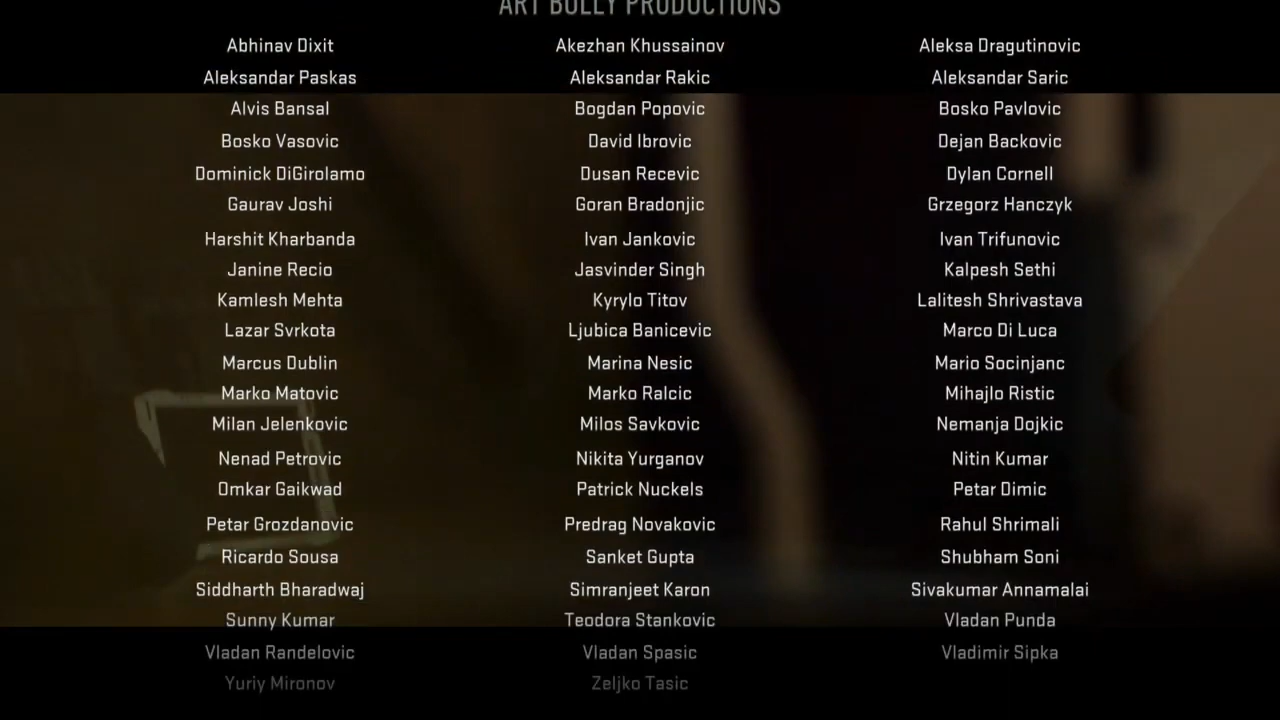 ART BULLY PRODUCTIONS
Abhinav Dixit Akezhan Khussainov Aleksa Dragutinovic
Aleksandar Paskas Aleksandar Rakic Aleksandar Saric
Alvis Bansal Bogdan Popovic Bosko Pavlovic
Bosko Vasovic David Ibrovic Dejan Backovic
Dominick DiGirolamo Dusan Recevic Dylan Cornell
Gaurav Joshi Goran Bradonjic Grzegorz Hanczyk
Harshit Kharbanda Ivan Jankovic Ivan Trifunovic
Janine Recio Jasvinder Singh Kalpesh Sethi
Kamlesh Mehta Kyrylo Titov Lalitesh Shrivastava
Lazar Svrkota Ljubica Banicevic Marco Di Luca
Marcus Dublin Marina Nesic Mario Socinjanc
Marko Matovic Marko Ralcic Mihajlo Ristic
Milan Jelenkovic Milos Savkovic Nemanja Dojkic
Nenad Petrovic Nikita Yurganov Nitin Kumar
Omkar Gaikwad Patrick Nuckels Petar Dimic
Petar Grozdanovic Predrag Novakovic Rahul Shrimali
Ricardo Sousa Sanket Gupta Shubham Soni
Siddharth Bharadwaj Simranjeet Karon Sivakumar Annamalai
Sunny Kumar Teodora Stankovic Vladan Punda
Vladan Randelovic Vladan Spasic Vladimir Sipka
Yuriy Mironov Zeljko Tasic